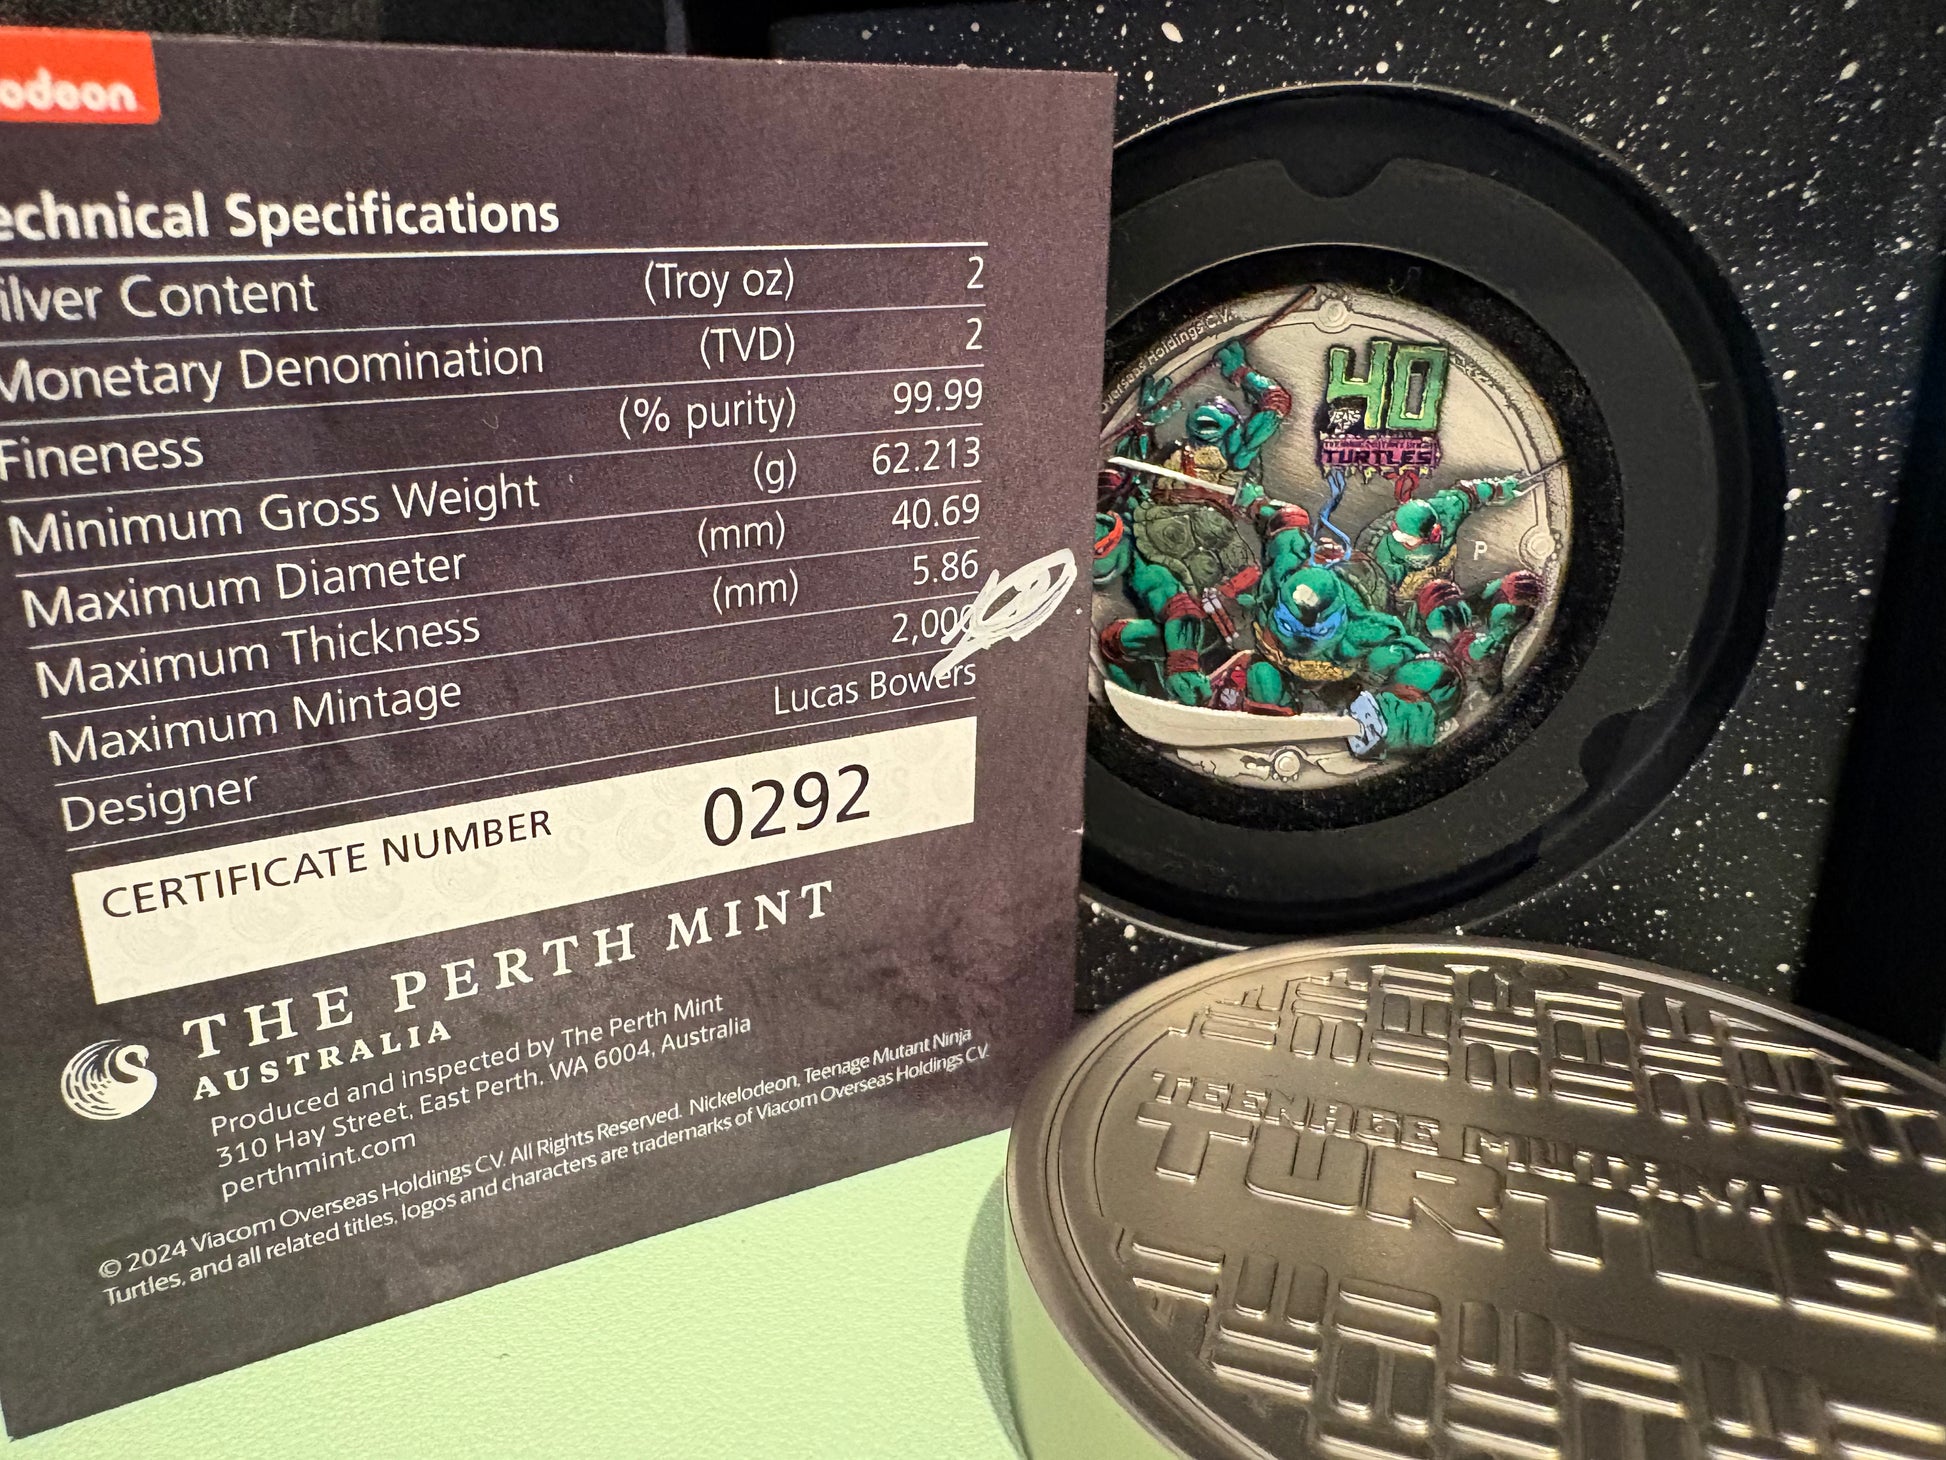 odeon
echnical Specifications
ilver Content (Troy oz) 2
Monetary Denomination (TVD) 2
Fineness (% purity) 99.99
Minimum Gross Weight (g) 62.213
Maximum Diameter (mm) 40.69
Maximum Thickness (mm) 5.86
Maximum Mintage 2,000
Designer Lucas Bowers
CERTIFICATE NUMBER 0292
THE PERTH MINT
AUSTRALIA
Produced and inspected by The Perth Mint
310 Hay Street, East Perth, WA 6004, Australia
perthmint.com
© 2024 Viacom Overseas Holdings CV. All Rights Reserved. Nickelodeon, Teenage Mutant Ninja
Turtles, and all related titles, logos and characters are trademarks of Viacom Overseas Holdings CV.
Holdings C.V.
40
YEARS
TURTLES
P
TEENAGE MUTANT
TURTLE